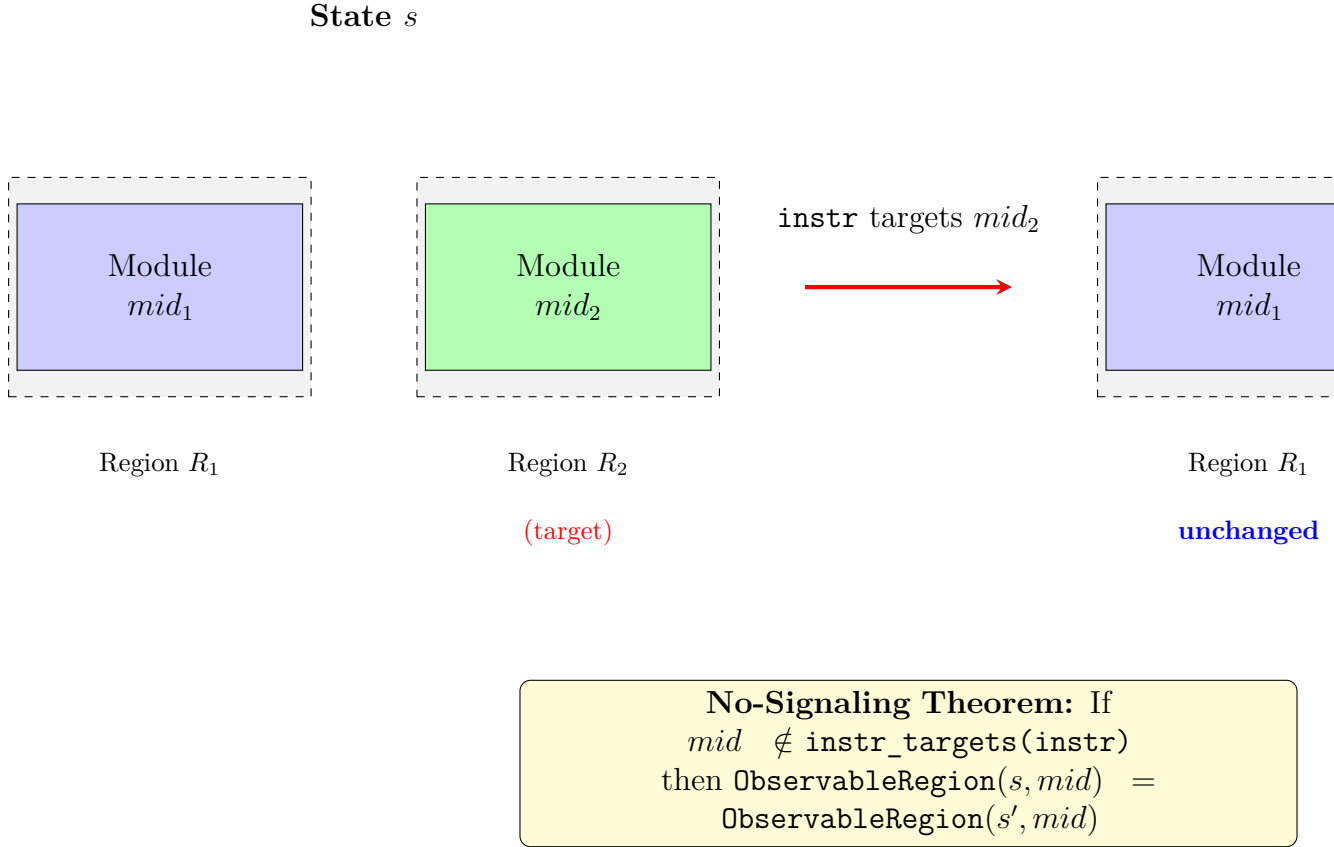 State s
Module
mid₁
Module
mid₂
instr targets mid₂
Module
mid₁
Region R₁
Region R₂
Region R₁
(target)
unchanged
No-Signaling Theorem: If
mid ∉ instr_targets(instr)
then ObservableRegion(s, mid) =
ObservableRegion(s′, mid)